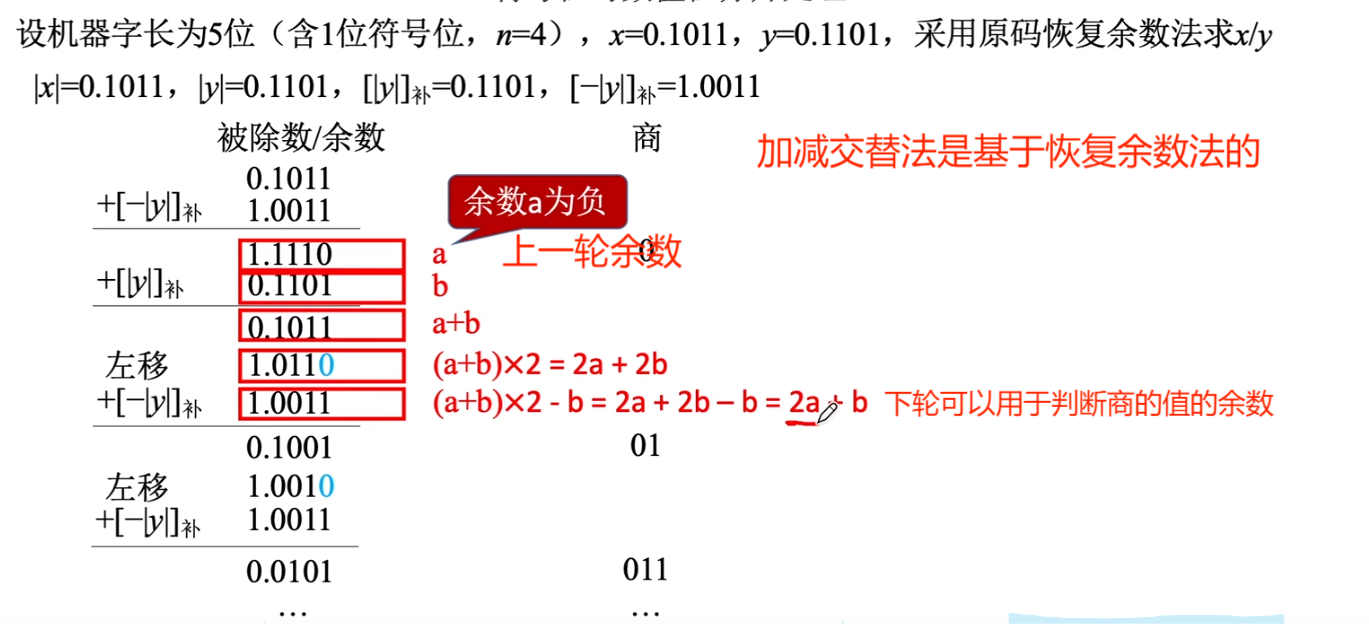 设机器字长为5位（含1位符号位，n=4），x=0.1011，y=0.1101，采用原码恢复余数法求x/y
|x|=0.1011，|y|=0.1101，[|y|]补=0.1101，[−|y|]补=1.0011
被除数/余数 商 加减交替法是基于恢复余数法的
0.1011
+[−|y|]补 1.0011 余数a为负
1.1110 a 上一轮余数 0
+[|y|]补 0.1101 b
0.1011 a+b
左移 1.0110 (a+b)×2 = 2a + 2b
+[−|y|]补 1.0011 (a+b)×2 - b = 2a + 2b – b = 2a + b 下轮可以用于判断商的值的余数
0.1001 01
左移 1.0010
+[−|y|]补 1.0011
0.0101 011
… …